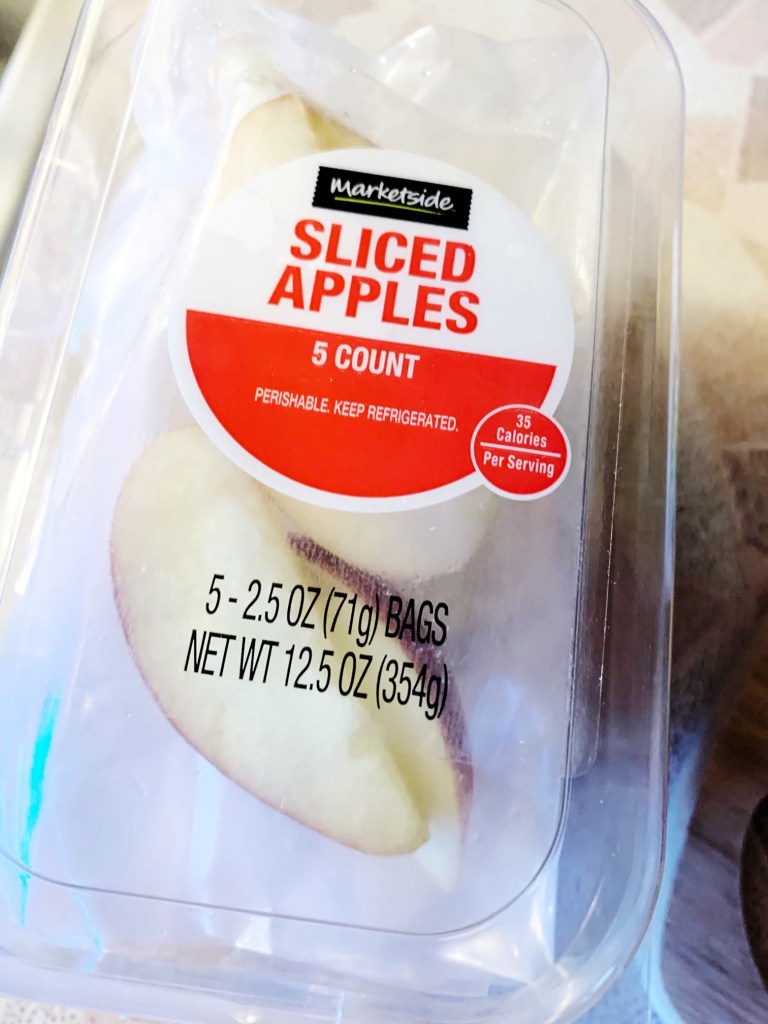 marketside
SLICED
APPLES
5 COUNT
PERISHABLE. KEEP REFRIGERATED.
35
Calories
Per Serving
5 - 2.5 OZ (71g) BAGS
NET WT 12.5 OZ (354g)